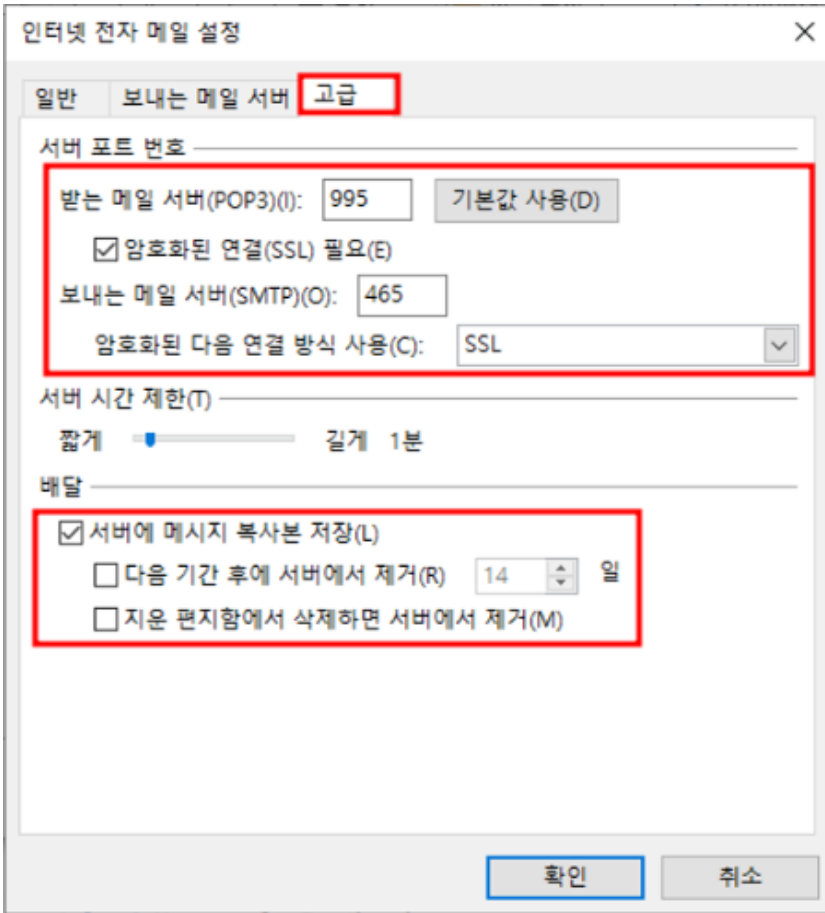 인터넷 전자 메일 설정
일반 보내는 메일 서버 고급
서버 포트 번호
받는 메일 서버(POP3)(I): 995 기본값 사용(D)
암호화된 연결(SSL) 필요(E)
보내는 메일 서버(SMTP)(O): 465
암호화된 다음 연결 방식 사용(C): SSL
서버 시간 제한(T)
짧게 길게 1분
배달
서버에 메시지 복사본 저장(L)
다음 기간 후에 서버에서 제거(R) 14 일
지운 편지함에서 삭제하면 서버에서 제거(M)
확인 취소